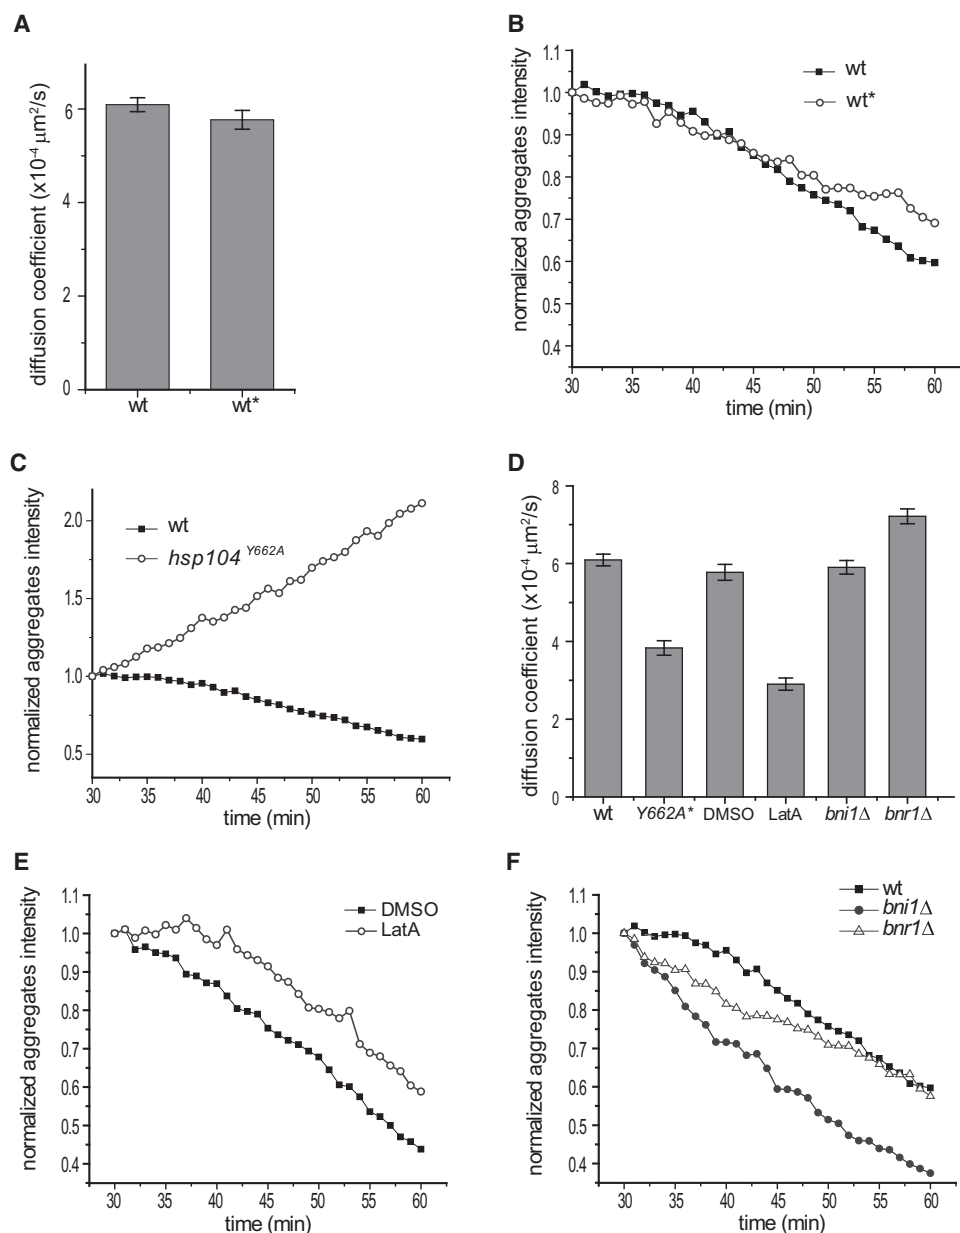 A
diffusion coefficient (x10⁻⁴ μm²/s)
6
4
2
0
wt
wt*
B
normalized aggregates intensity
1.1
1.0
0.9
0.8
0.7
0.6
0.5
0.4
wt
wt*
30 35 40 45 50 55 60
time (min)
C
normalized aggregates intensity
2.0
1.5
1.0
0.5
wt
hsp104 Y662A
30 35 40 45 50 55 60
time (min)
D
diffusion coefficient (x10⁻⁴ μm²/s)
8
6
4
2
0
wt Y662A* DMSO LatA bni1Δ bnr1Δ
E
normalized aggregates intensity
1.1
1.0
0.9
0.8
0.7
0.6
0.5
0.4
DMSO
LatA
30 35 40 45 50 55 60
time (min)
F
normalized aggregates intensity
1.1
1.0
0.9
0.8
0.7
0.6
0.5
0.4
wt
bni1Δ
bnr1Δ
30 35 40 45 50 55 60
time (min)